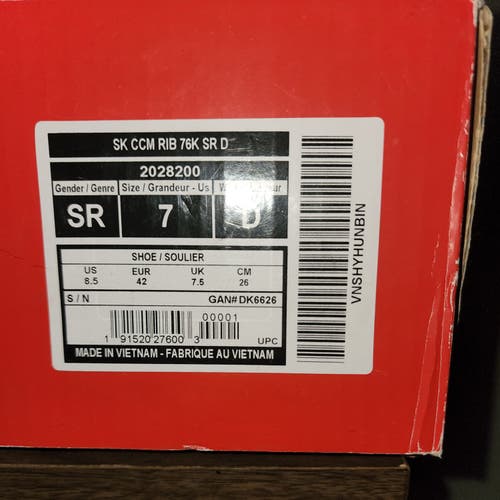 SK CCM RIB 76K SR D
2028200
Gender / Genre Size / Grandeur - Us
SR 7 D
SHOE / SOULIER
US EUR UK CM
8.5 42 7.5 26
S / N GAN# DK6626
00001
1 91520 27600 3
UPC
MADE IN VIETNAM - FABRIQUE AU VIETNAM
VNSHYHUNBIN